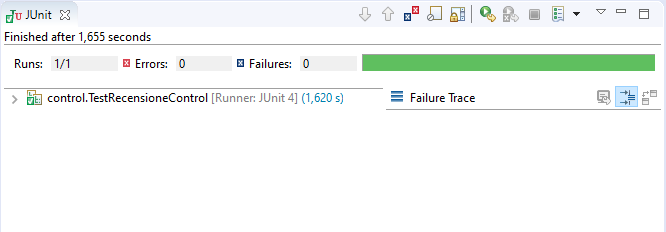 JUnit
Finished after 1,655 seconds
Runs: 1/1 Errors: 0 Failures: 0
control.TestRecensioneControl [Runner: JUnit 4] (1,620 s)
Failure Trace